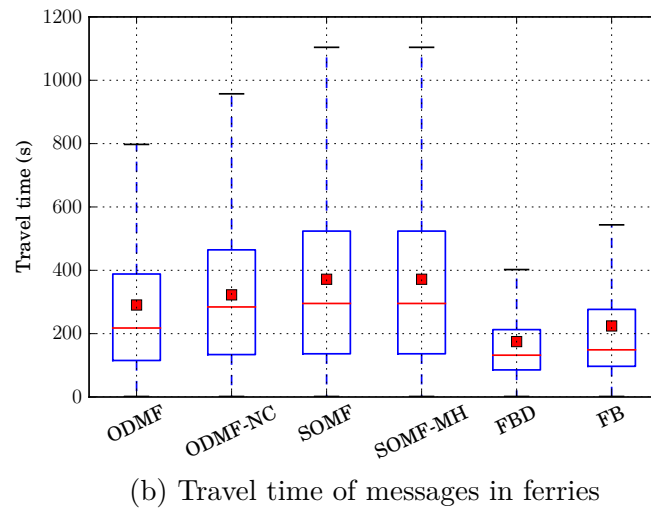 1200
1000
800
600
400
200
0
Travel time (s)
ODMF
ODMF-NC
SOMF
SOMF-MH
FBD
FB
(b) Travel time of messages in ferries